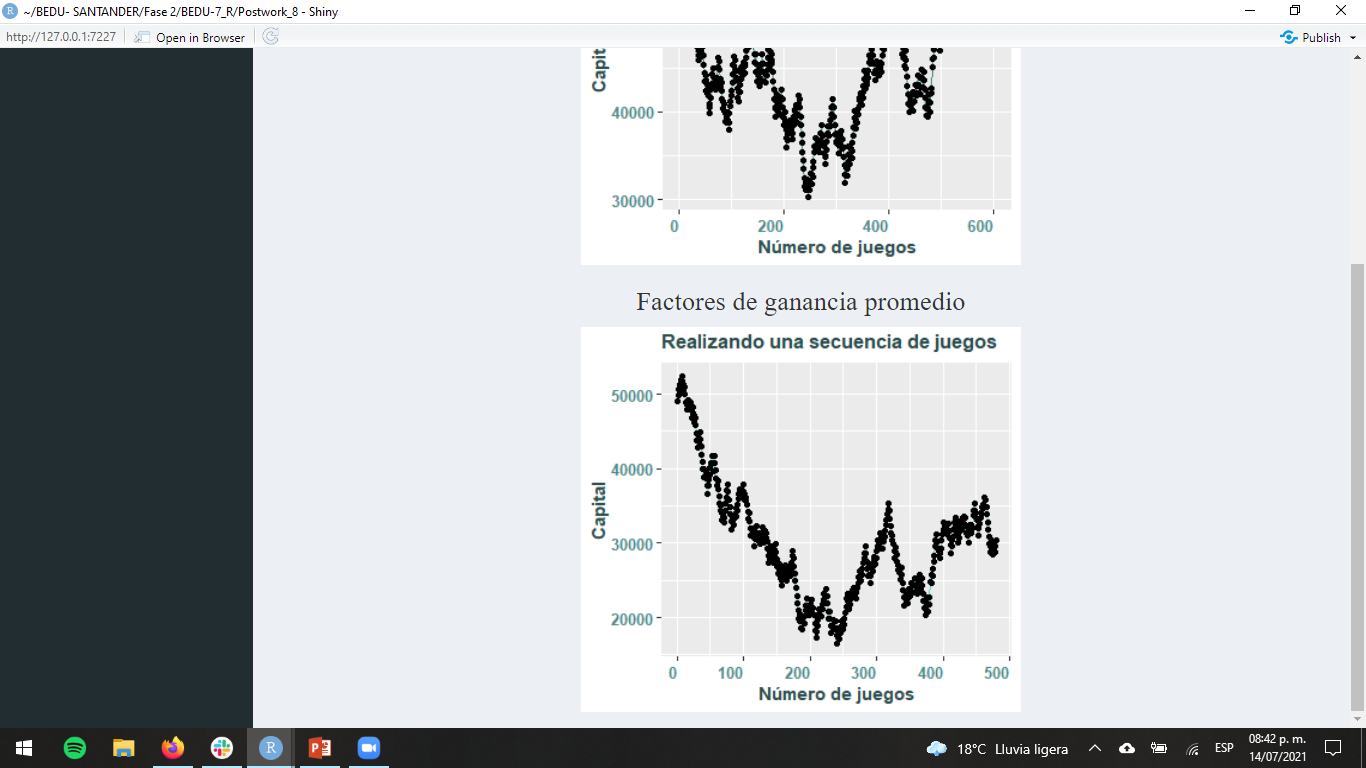 ~/BEDU- SANTANDER/Fase 2/BEDU-7_R/Postwork_8 - Shiny
http://127.0.0.1:7227
Open in Browser
Publish
Capit
40000
30000
0 200 400 600
Número de juegos
Factores de ganancia promedio
Realizando una secuencia de juegos
Capital
50000
40000
30000
20000
0 100 200 300 400 500
Número de juegos
18°C Lluvia ligera
ESP
08:42 p. m.
14/07/2021